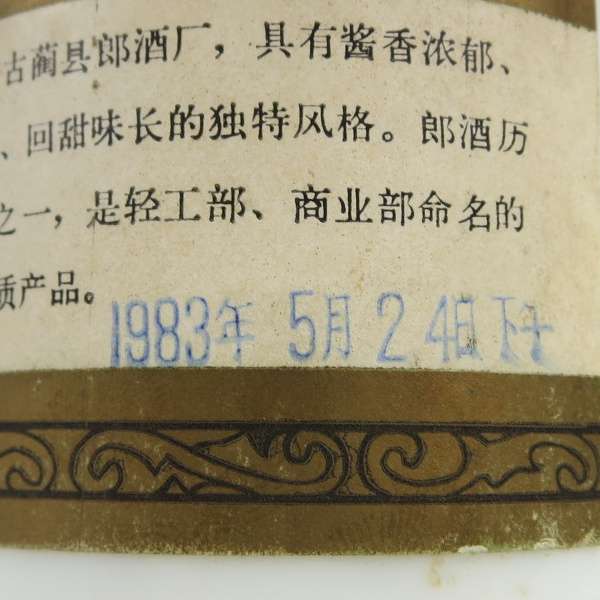 古蔺县郎酒厂，具有酱香浓郁、
、回甜味长的独特风格。郎酒历
之一，是轻工部、商业部命名的
质产品。
1983年 5月 24日 下午